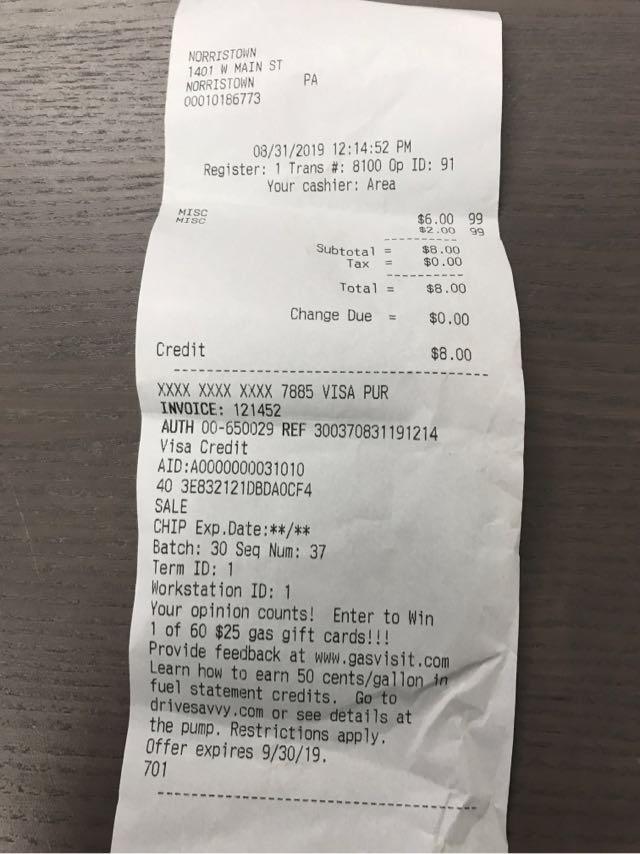 NORRISTOWN
1401 W MAIN ST
NORRISTOWN PA
00010186773
08/31/2019 12:14:52 PM
Register: 1 Trans #: 8100 Op ID: 91
Your cashier: Area
MISC $6.00 99
MISC $2.00 99
----------
Subtotal = $8.00
Tax = $0.00
----------
Total = $8.00
Change Due = $0.00
Credit $8.00
----------------------------------------
XXXX XXXX XXXX 7885 VISA PUR
INVOICE: 121452
AUTH 00-650029 REF 300370831191214
Visa Credit
AID:A0000000031010
40 3E832121DBDA0CF4
SALE
CHIP Exp.Date:**/**
Batch: 30 Seq Num: 37
Term ID: 1
Workstation ID: 1
Your opinion counts! Enter to Win
1 of 60 $25 gas gift cards!!!
Provide feedback at www.gasvisit.com
Learn how to earn 50 cents/gallon in
fuel statement credits. Go to
drivesavvy.com or see details at
the pump. Restrictions apply.
Offer expires 9/30/19.
701
----------------------------------------